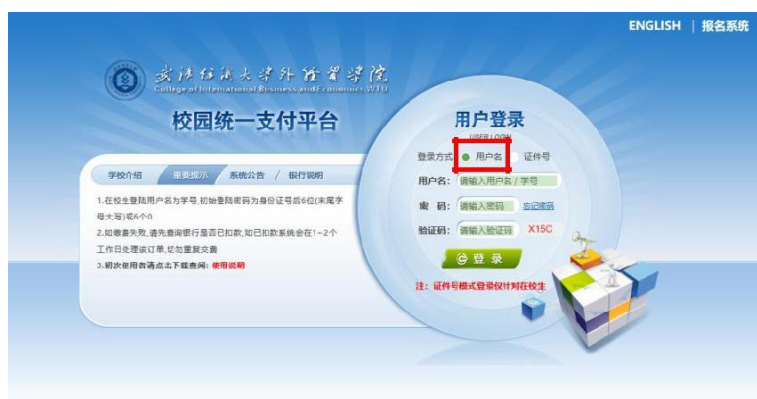 ENGLISH | 报名系统
武汉纺织大学外经贸学院
College of International Business and Economics,WTU
校园统一支付平台
用户登录
USER LOGIN
登录方式 用户名 证件号
学校介绍 重要提示 系统公告 银行说明
用户名: 请输入用户名 / 学号
1.在校生登陆用户名为学号,初始登陆密码为身份证号后6位(末尾字
母大写)或6个0
密 码: 请输入密码 忘记密码
2.如缴费失败,请先查询银行是否已扣款,如已扣款系统会在1-2个
工作日处理该订单,切勿重复交费
验证码: 请输入验证码 X15C
3.初次使用者请点击下载查阅: 使用说明
登 录
注: 证件号模式登录仅针对在校生